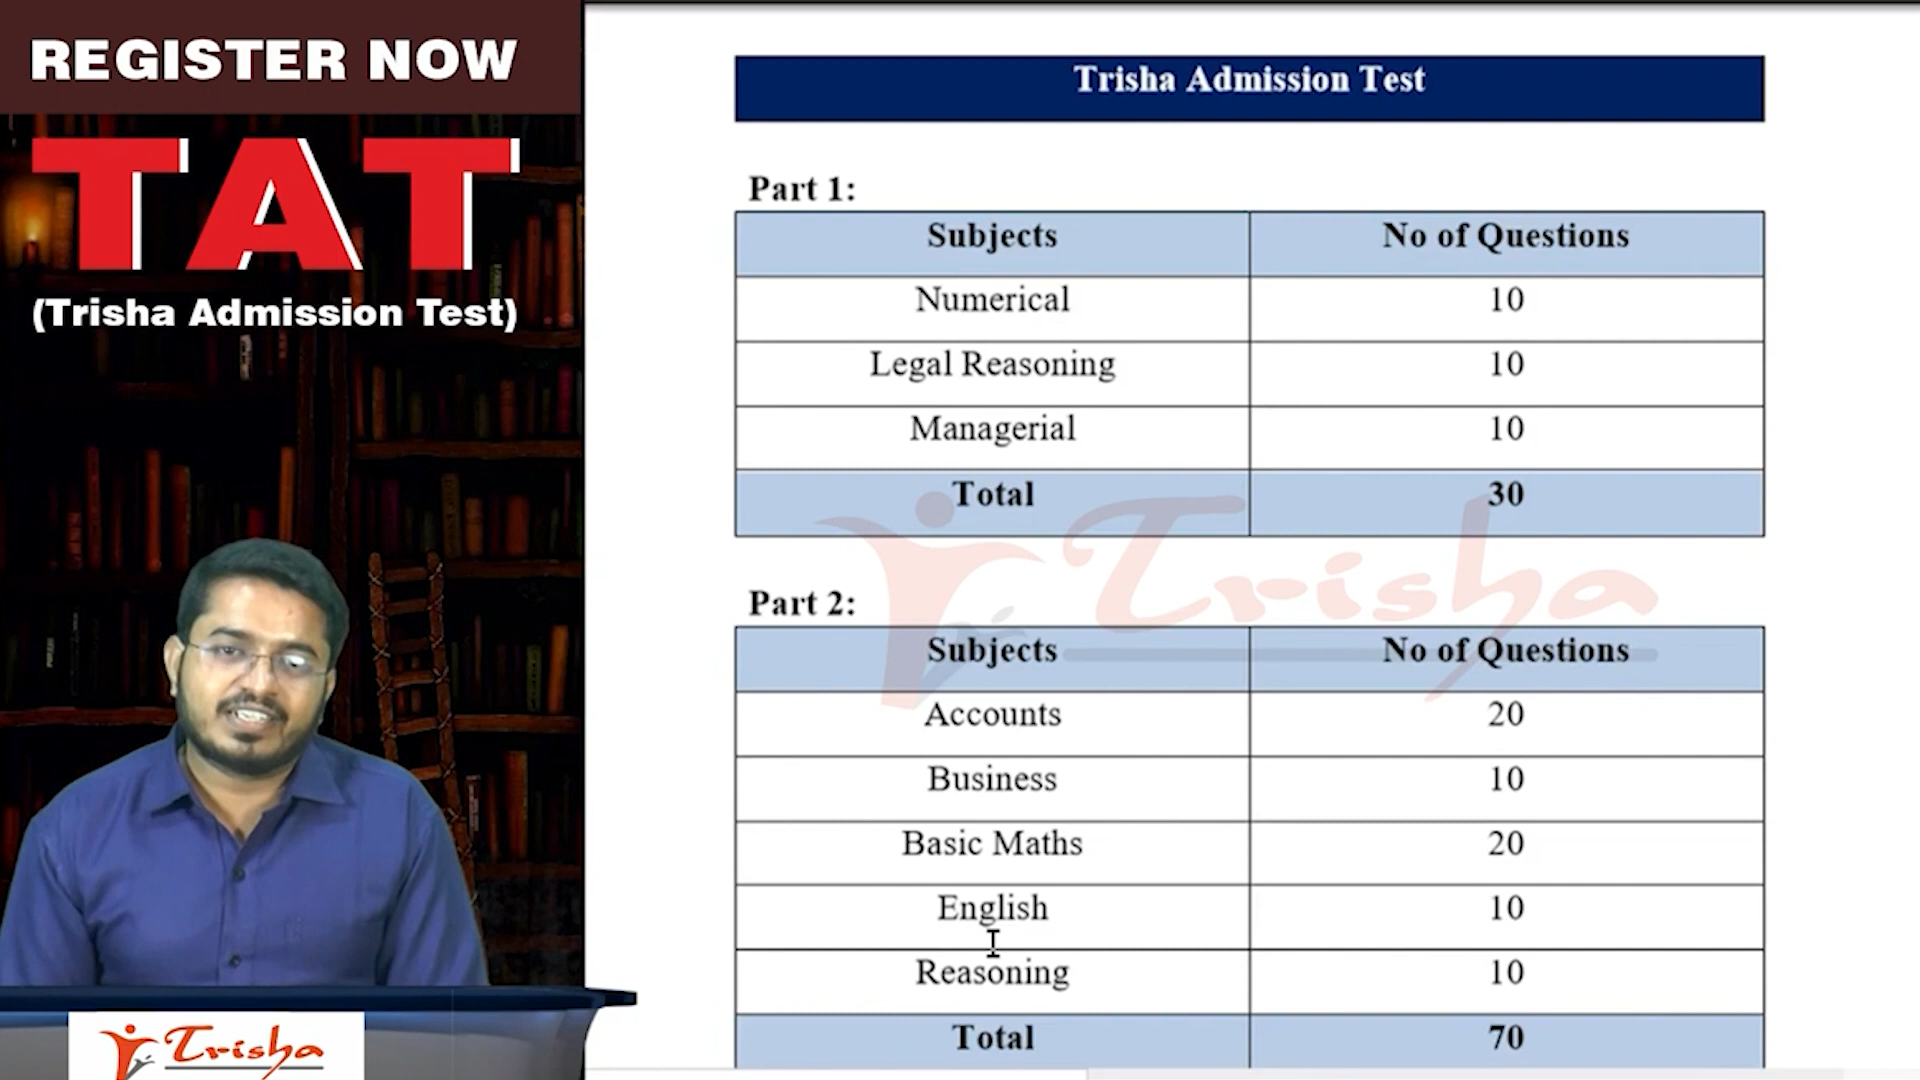 REGISTER NOW
TAT
(Trisha Admission Test)
Trisha
Trisha Admission Test
Part 1:
Subjects No of Questions
Numerical 10
Legal Reasoning 10
Managerial 10
Total 30
Trisha
Part 2:
Subjects No of Questions
Accounts 20
Business 10
Basic Maths 20
English 10
Reasoning 10
Total 70